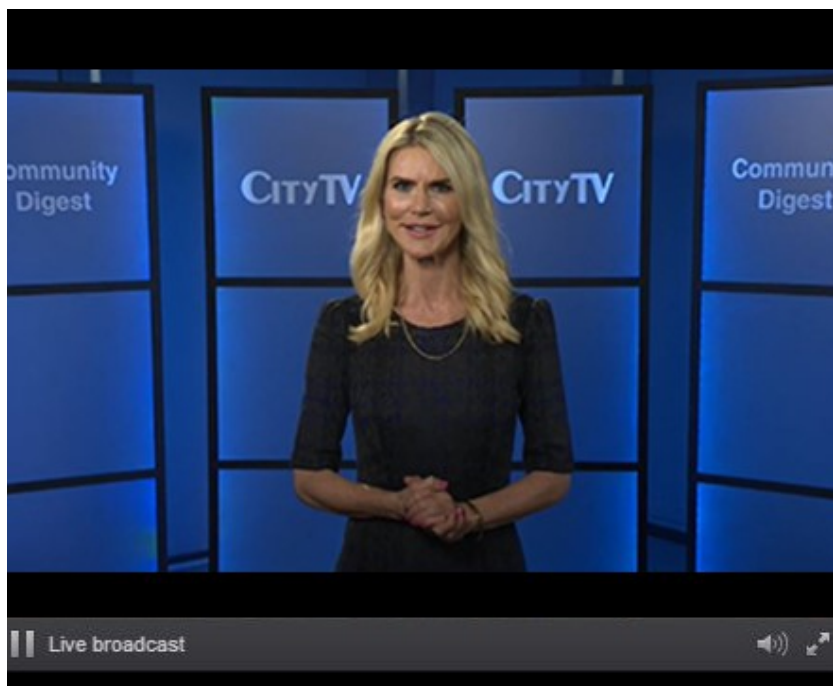 ommunity
Digest
CITYTV
CITYTV
Commun
Digest
Live broadcast